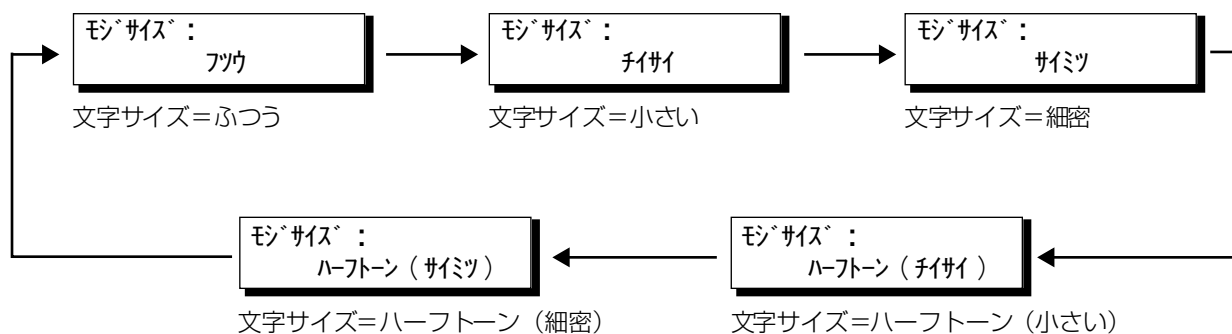 ﾓｼﾞｻｲｽﾞ：
ﾌﾂｳ
文字サイズ＝ふつう
ﾓｼﾞｻｲｽﾞ：
ﾁｲｻｲ
文字サイズ＝小さい
ﾓｼﾞｻｲｽﾞ：
ｻｲﾐﾂ
文字サイズ＝細密
ﾓｼﾞｻｲｽﾞ：
ﾊｰﾌﾄｰﾝ（ｻｲﾐﾂ）
文字サイズ＝ハーフトーン（細密）
ﾓｼﾞｻｲｽﾞ：
ﾊｰﾌﾄｰﾝ（ﾁｲｻｲ）
文字サイズ＝ハーフトーン（小さい）